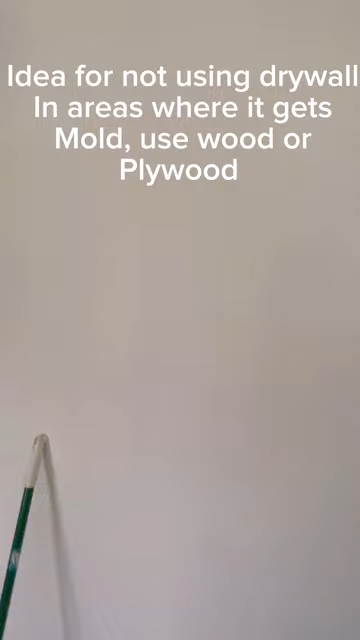 Idea for not using drywall
In areas where it gets
Mold, use wood or
Plywood